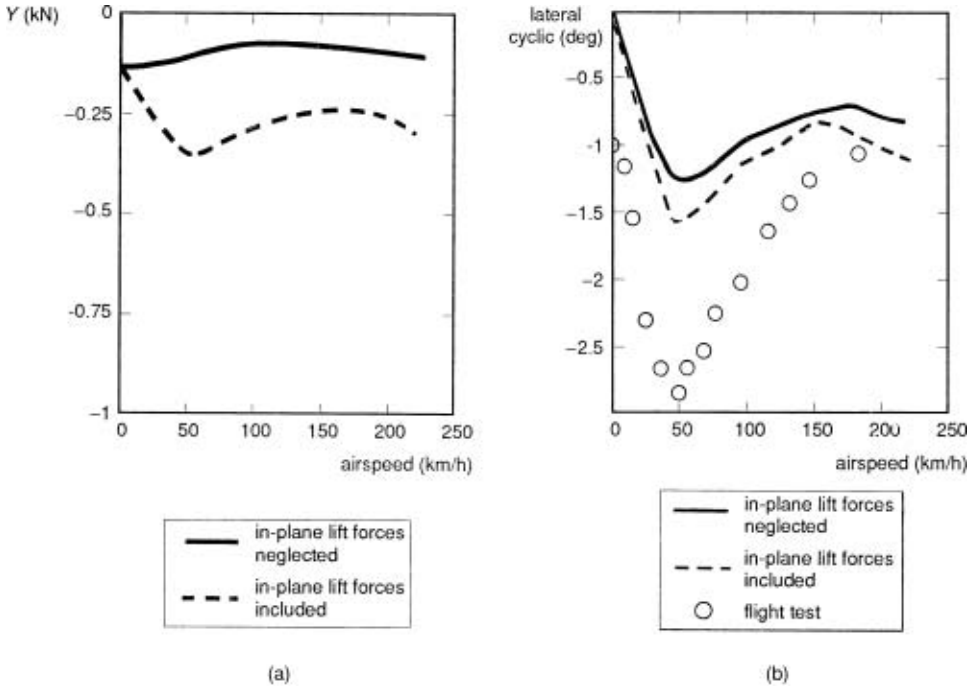 Y (kN)
0
−0.25
−0.5
−0.75
−1
0 50 100 150 200 250
airspeed (km/h)
in-plane lift forces
neglected
in-plane lift forces
included
(a)
lateral
cyclic (deg)
0
−0.5
−1
−1.5
−2
−2.5
0 50 100 150 200 250
airspeed (km/h)
in-plane lift forces
neglected
in-plane lift forces
included
flight test
(b)